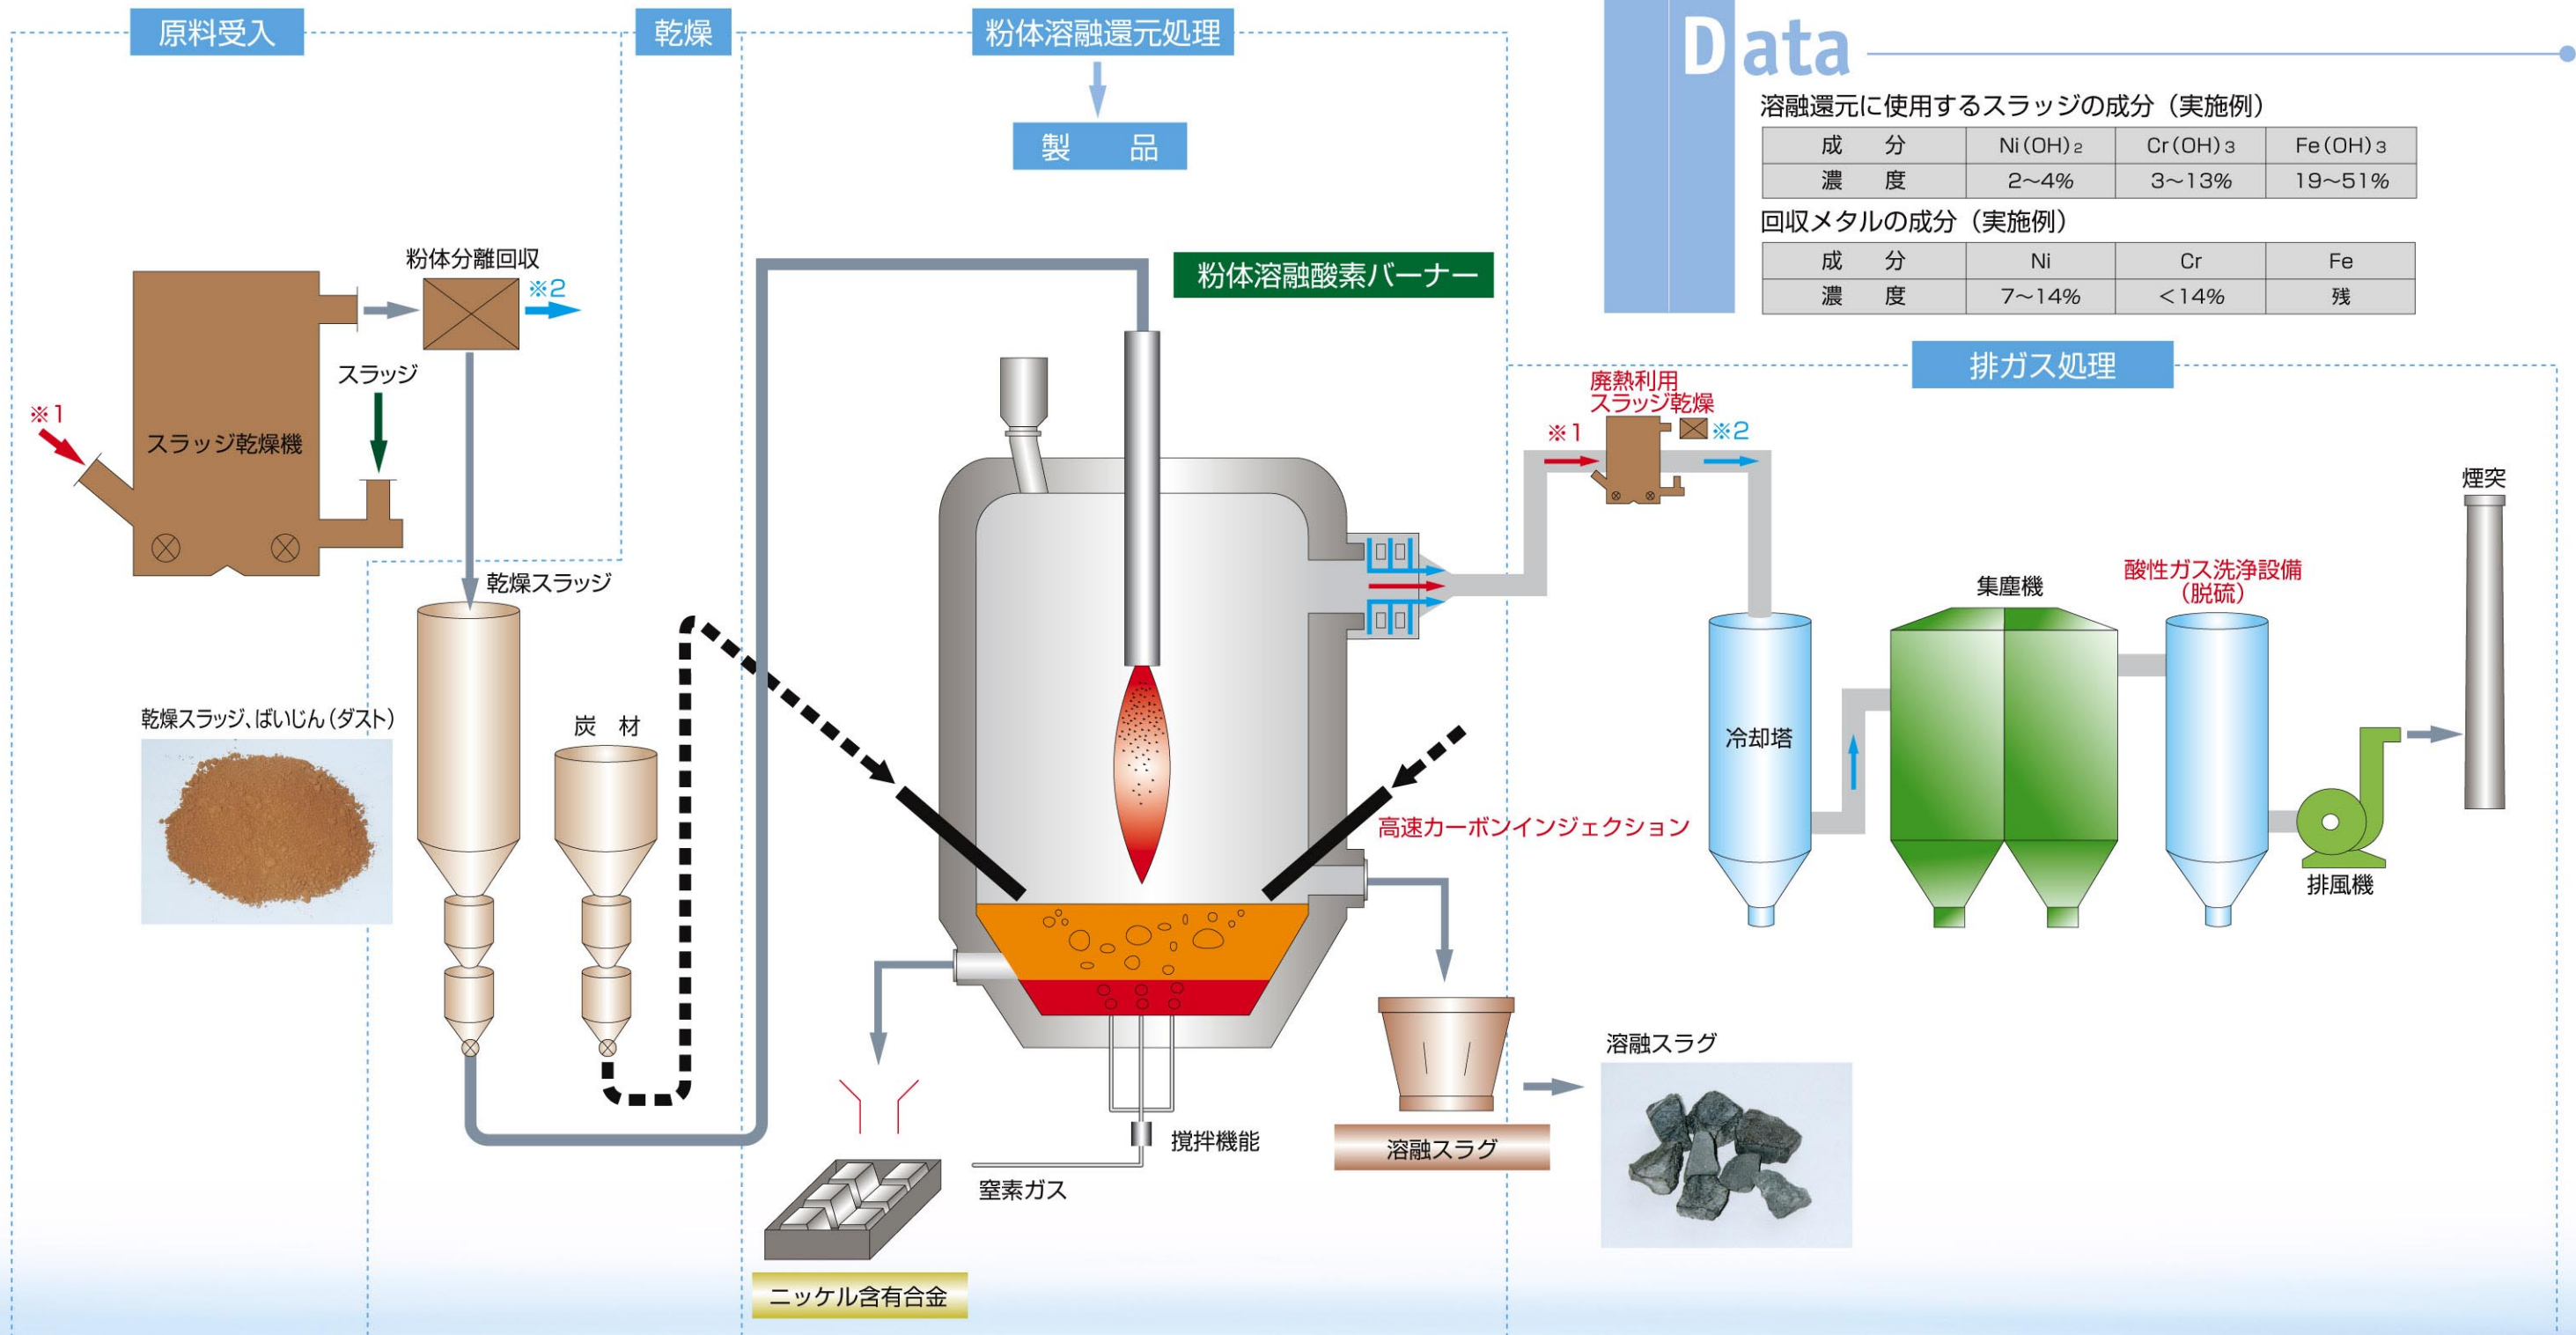 原料受入
乾燥
粉体溶融還元処理
製　品
Data
溶融還元に使用するスラッジの成分（実施例）
成　分 Ni(OH)2 Cr(OH)3 Fe(OH)3
濃　度 2～4% 3～13% 19～51%
回収メタルの成分（実施例）
成　分 Ni Cr Fe
濃　度 7～14% ＜14% 残
粉体分離回収
※2
スラッジ
※1
スラッジ乾燥機
乾燥スラッジ
乾燥スラッジ、ばいじん（ダスト）
炭　材
粉体溶融酸素バーナー
高速カーボンインジェクション
撹拌機能
窒素ガス
ニッケル含有合金
溶融スラグ
溶融スラグ
排ガス処理
廃熱利用
スラッジ乾燥
※1
※2
冷却塔
集塵機
酸性ガス洗浄設備
（脱硫）
排風機
煙突